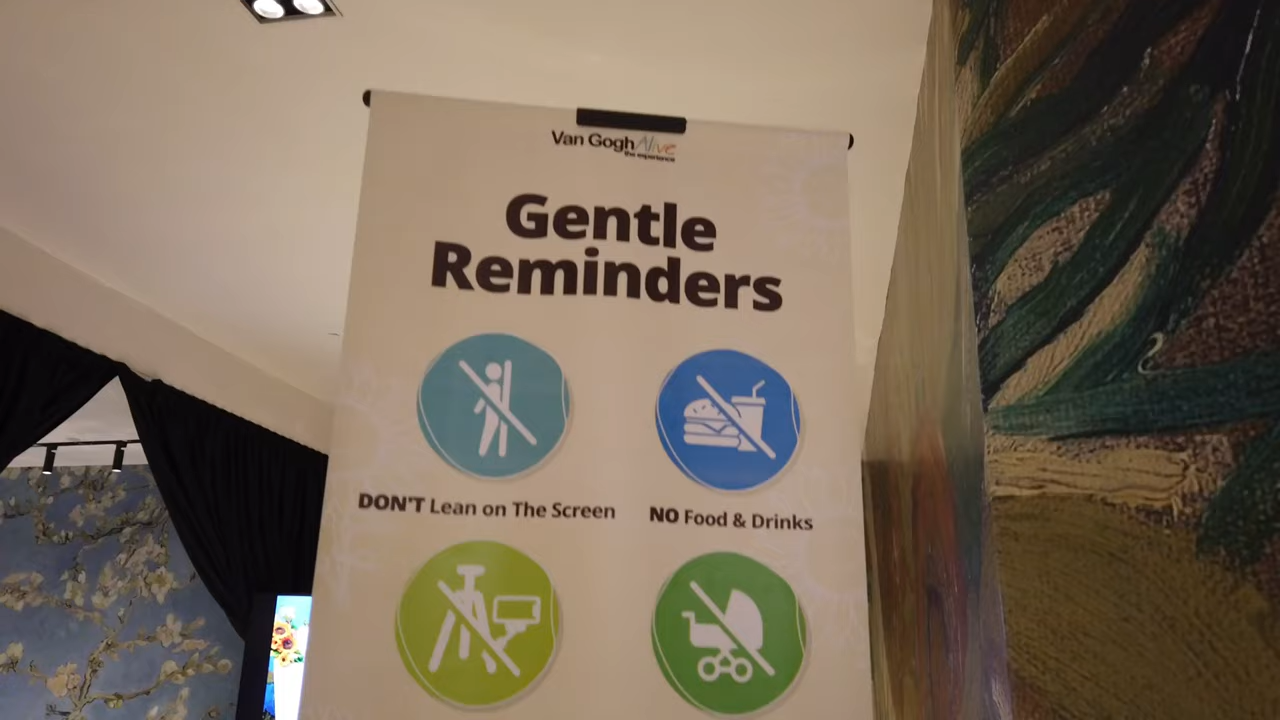 Van Gogh Alive
the experience
Gentle
Reminders
DON'T Lean on The Screen
NO Food & Drinks